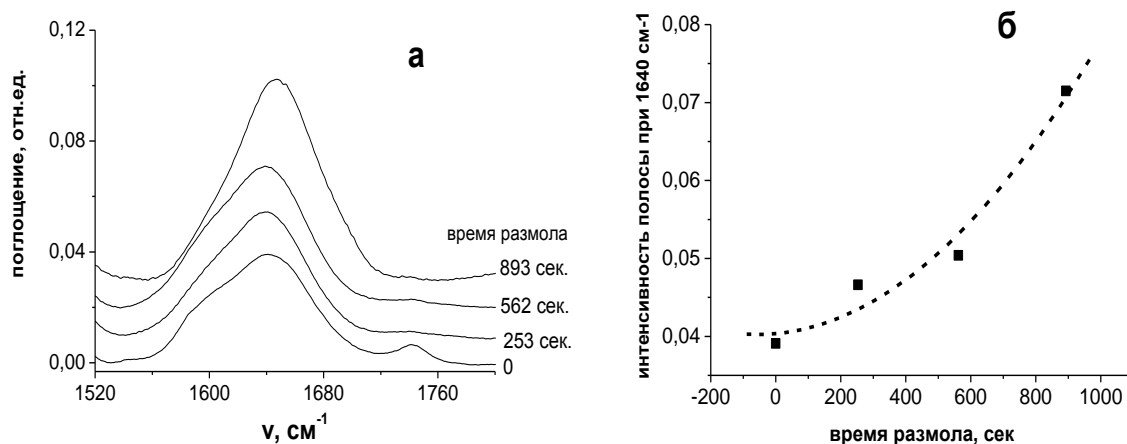 а
поглощение, отн.ед.
0,12
0,08
0,04
0,00
время размола
893 сек.
562 сек.
253 сек.
0
1520 1600 1680 1760
ν, см-1
б
интенсивность полосы при 1640 см-1
0,08
0,07
0,06
0,05
0,04
-200 0 200 400 600 800 1000
время размола, сек